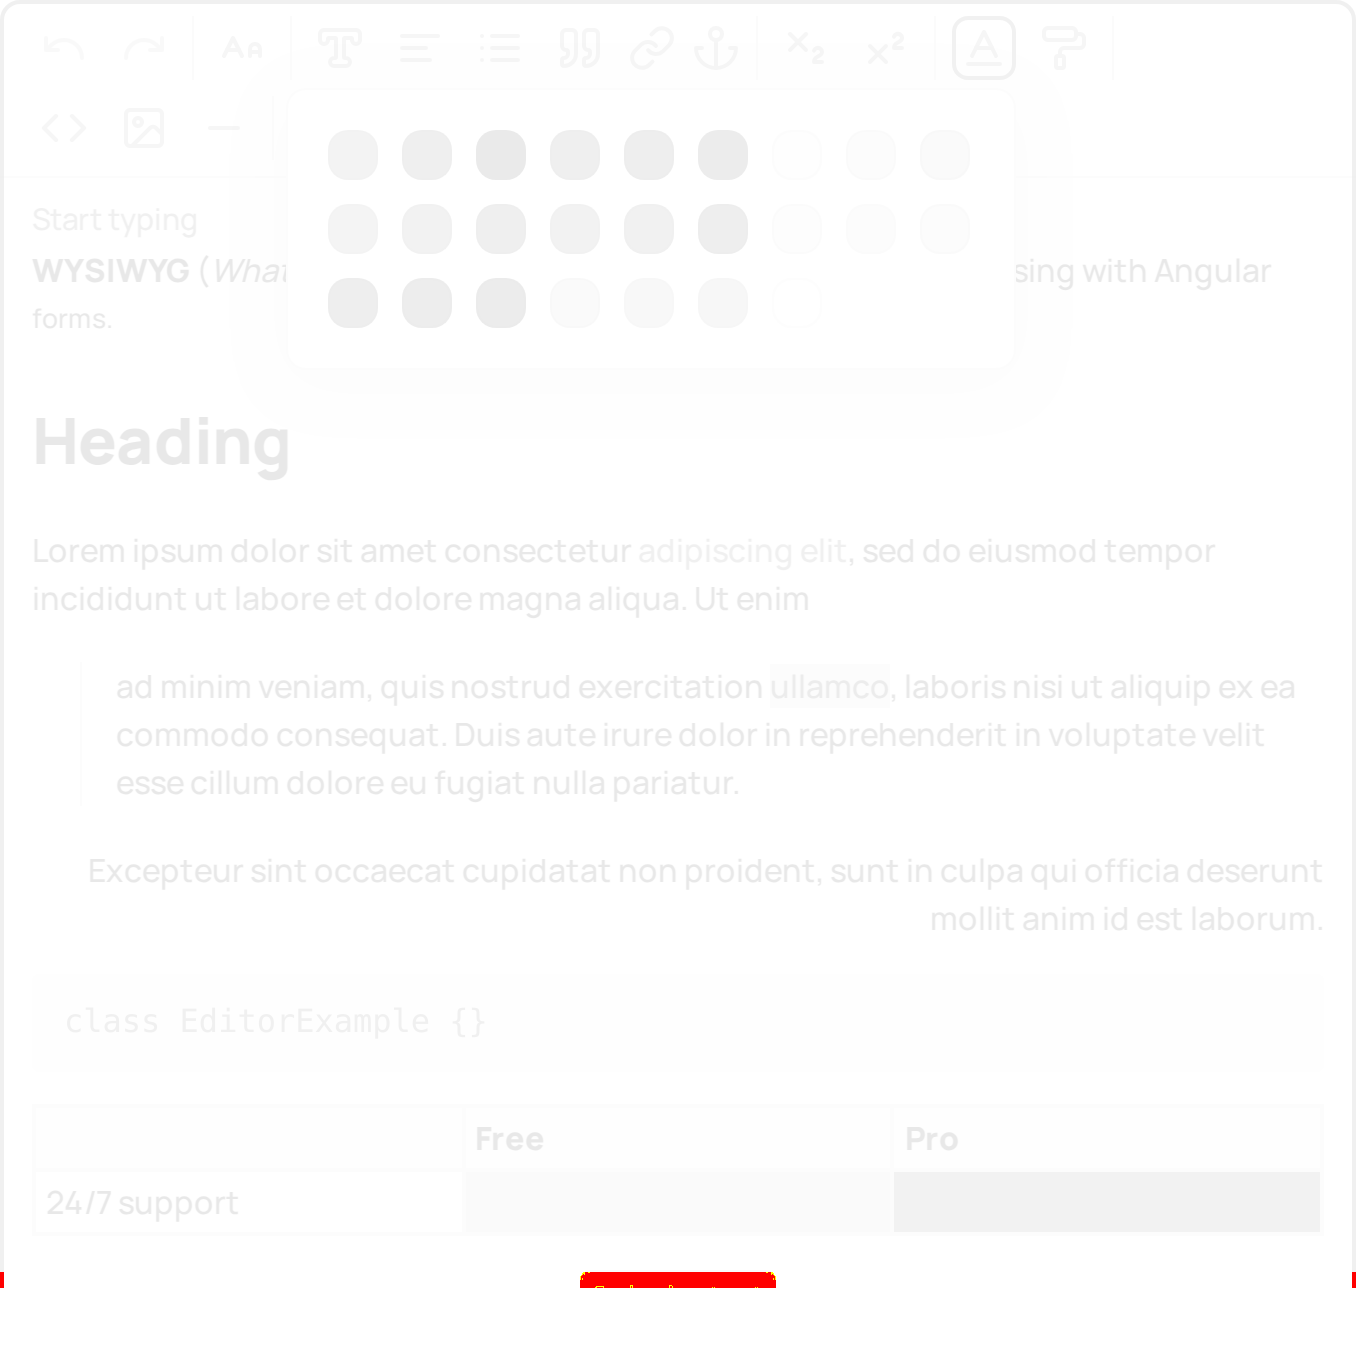 Start typing
WYSIWYG (What sing with Angular
forms.
Heading
Lorem ipsum dolor sit amet consectetur adipiscing elit, sed do eiusmod tempor
incididunt ut labore et dolore magna aliqua. Ut enim
ad minim veniam, quis nostrud exercitation ullamco, laboris nisi ut aliquip ex ea
commodo consequat. Duis aute irure dolor in reprehenderit in voluptate velit
esse cillum dolore eu fugiat nulla pariatur.
Excepteur sint occaecat cupidatat non proident, sunt in culpa qui officia deserunt
mollit anim id est laborum.
class EditorExample {}
Free Pro
24/7 support